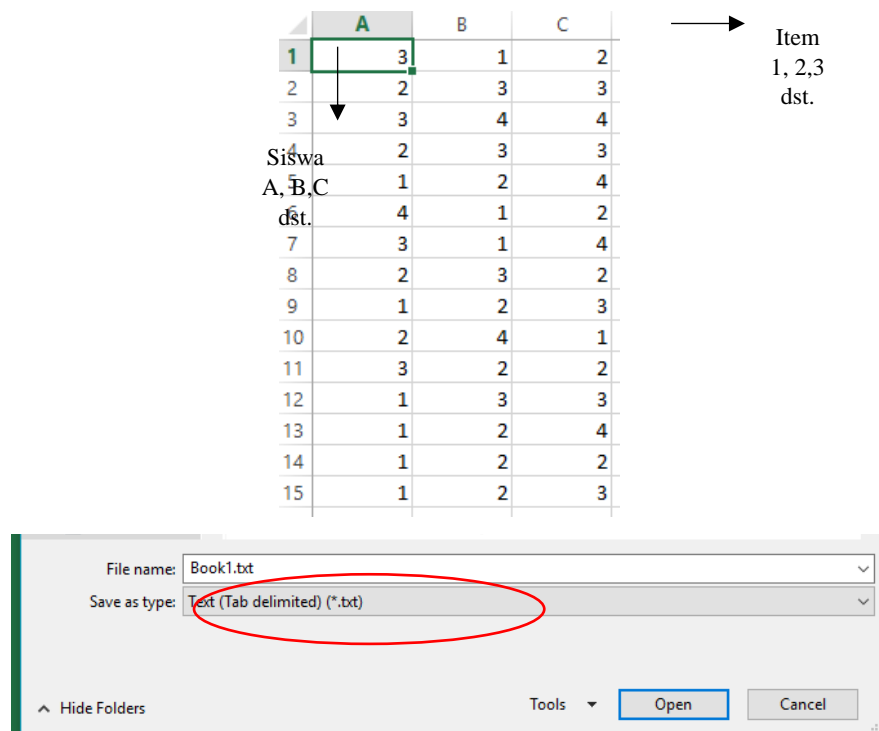 A B C
Item
1, 2,3
dst.
1 3 1 2
2 2 3 3
3 3 4 4
4 2 3 3
Siswa
5 1 2 4
A, B,C
6 4 1 2
dst.
7 3 1 4
8 2 3 2
9 1 2 3
10 2 4 1
11 3 2 2
12 1 3 3
13 1 2 4
14 1 2 2
15 1 2 3
File name: Book1.txt
Save as type: Text (Tab delimited) (*.txt)
Hide Folders Tools Open Cancel